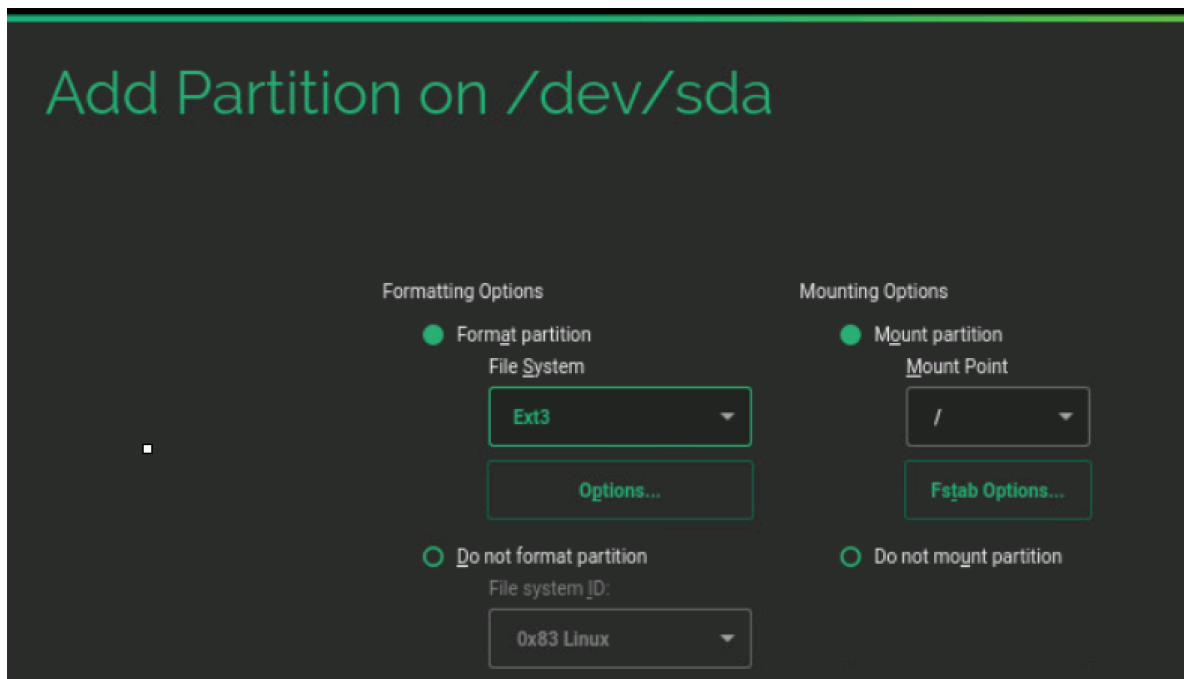 Add Partition on /dev/sda
Formatting Options
Format partition
File System
Ext3
Options...
Do not format partition
File system ID:
0x83 Linux
Mounting Options
Mount partition
Mount Point
/
Fstab Options...
Do not mount partition